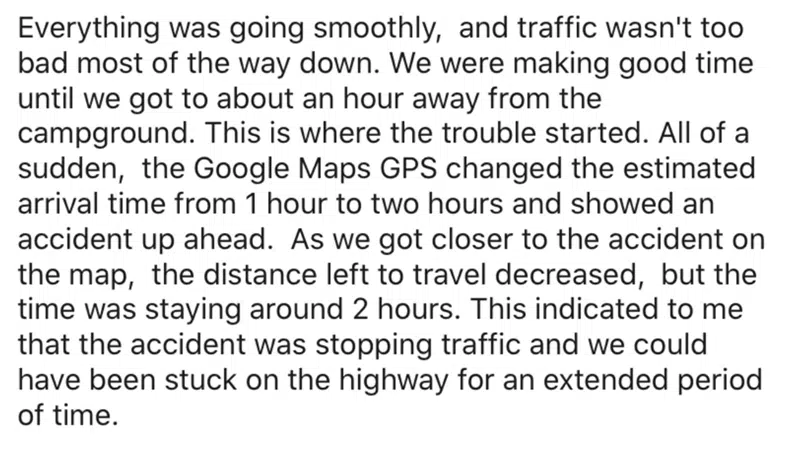 Everything was going smoothly,  and traffic wasn't too
bad most of the way down. We were making good time
until we got to about an hour away from the
campground. This is where the trouble started. All of a
sudden,  the Google Maps GPS changed the estimated
arrival time from 1 hour to two hours and showed an
accident up ahead.  As we got closer to the accident on
the map,  the distance left to travel decreased,  but the
time was staying around 2 hours. This indicated to me
that the accident was stopping traffic and we could
have been stuck on the highway for an extended period
of time.